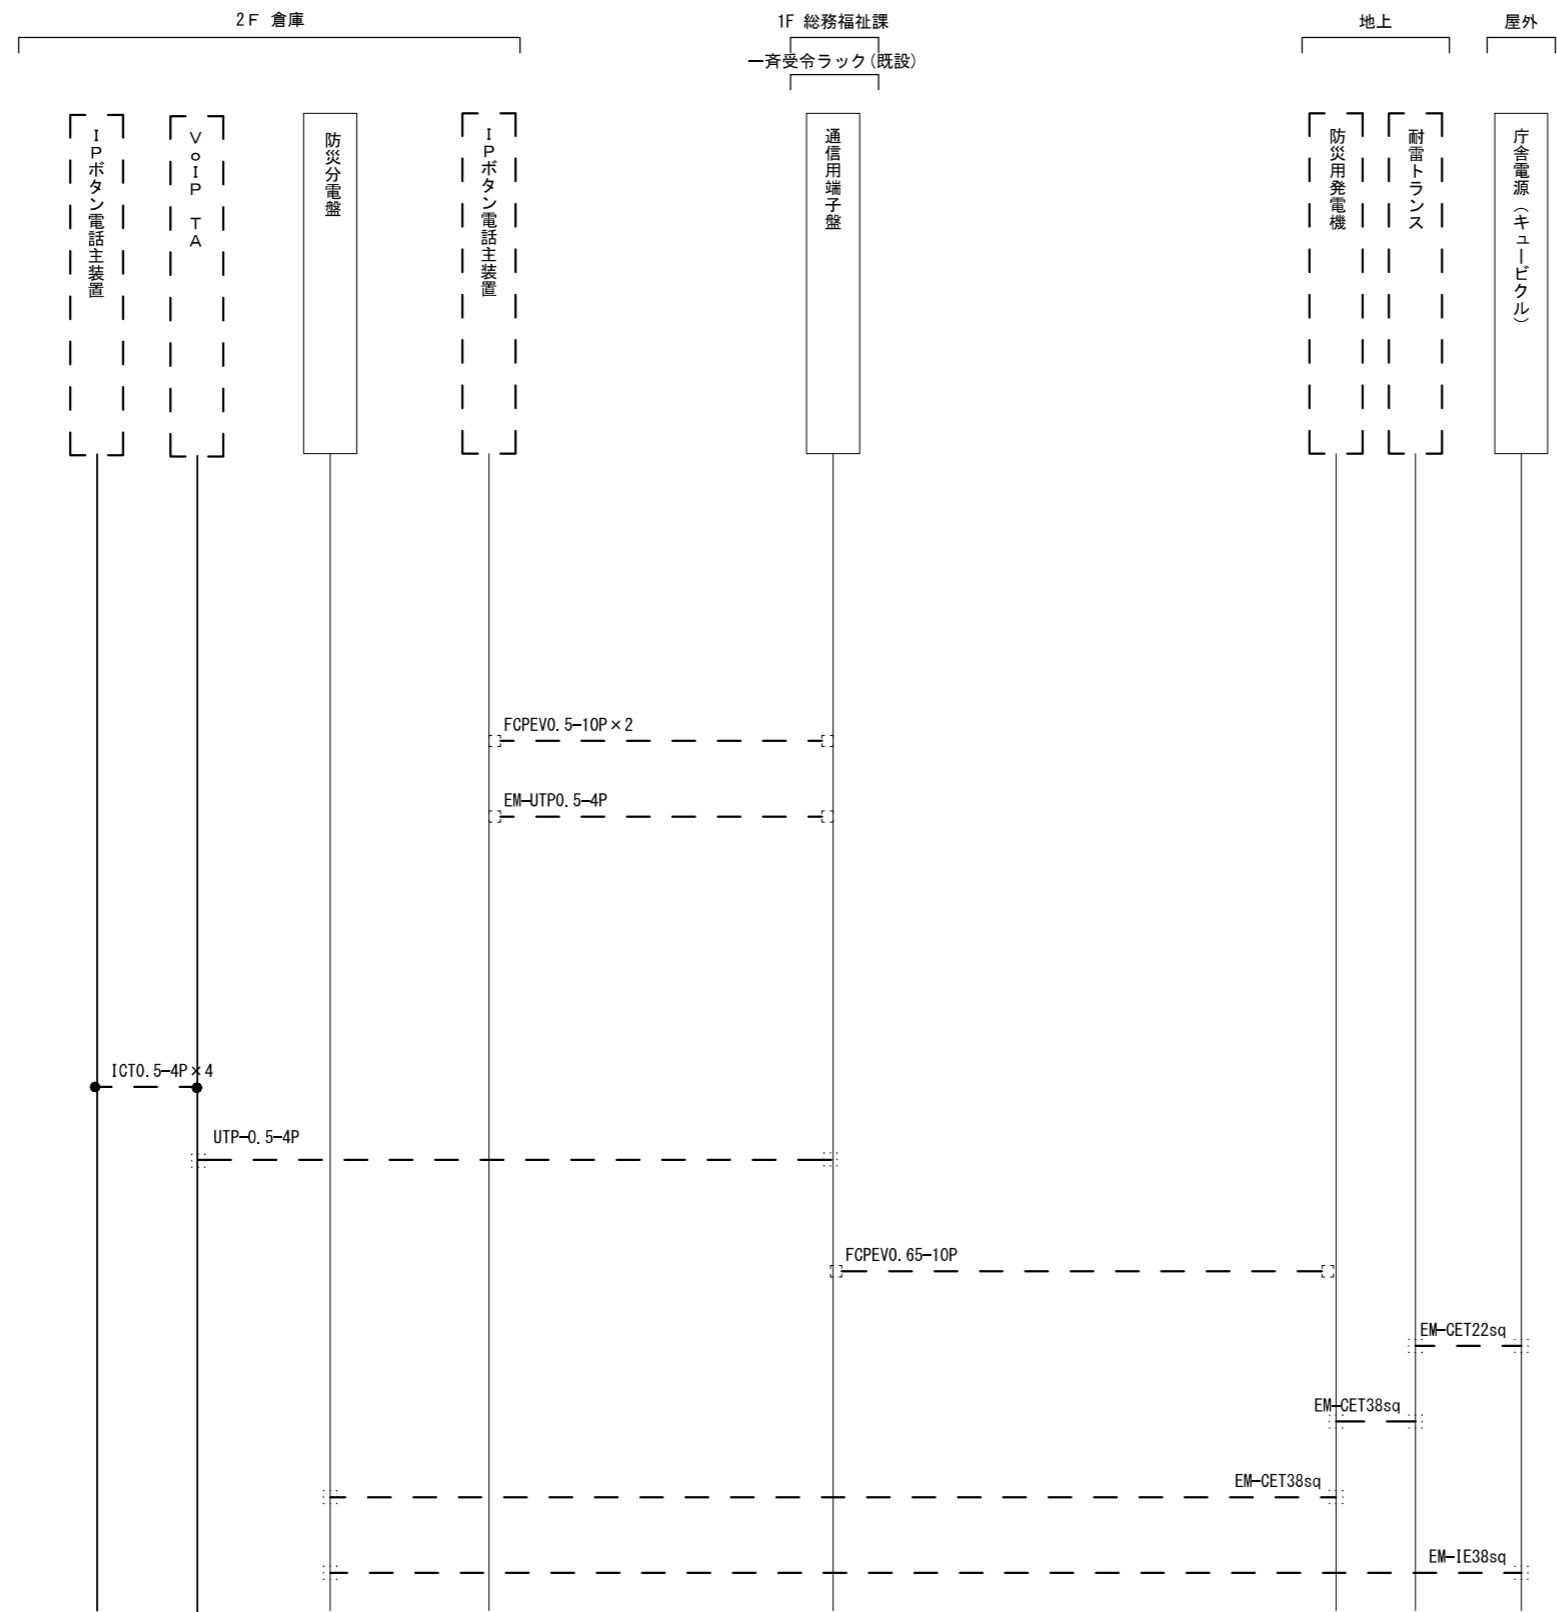 2F 倉庫
1F 総務福祉課
地上
屋外
一斉受令ラック(既設)
IPボタン電話主装置
VoIP TA
防災分電盤
IPボタン電話主装置
通信用端子盤
防災用発電機
耐雷トランス
庁舎電源(キュービクル)
FCPEV0.5-10P×2
EM-UTP0.5-4P
ICT0.5-4P×4
UTP-0.5-4P
FCPEV0.65-10P
EM-CET22sq
EM-CET38sq
EM-CET38sq
EM-IE38sq